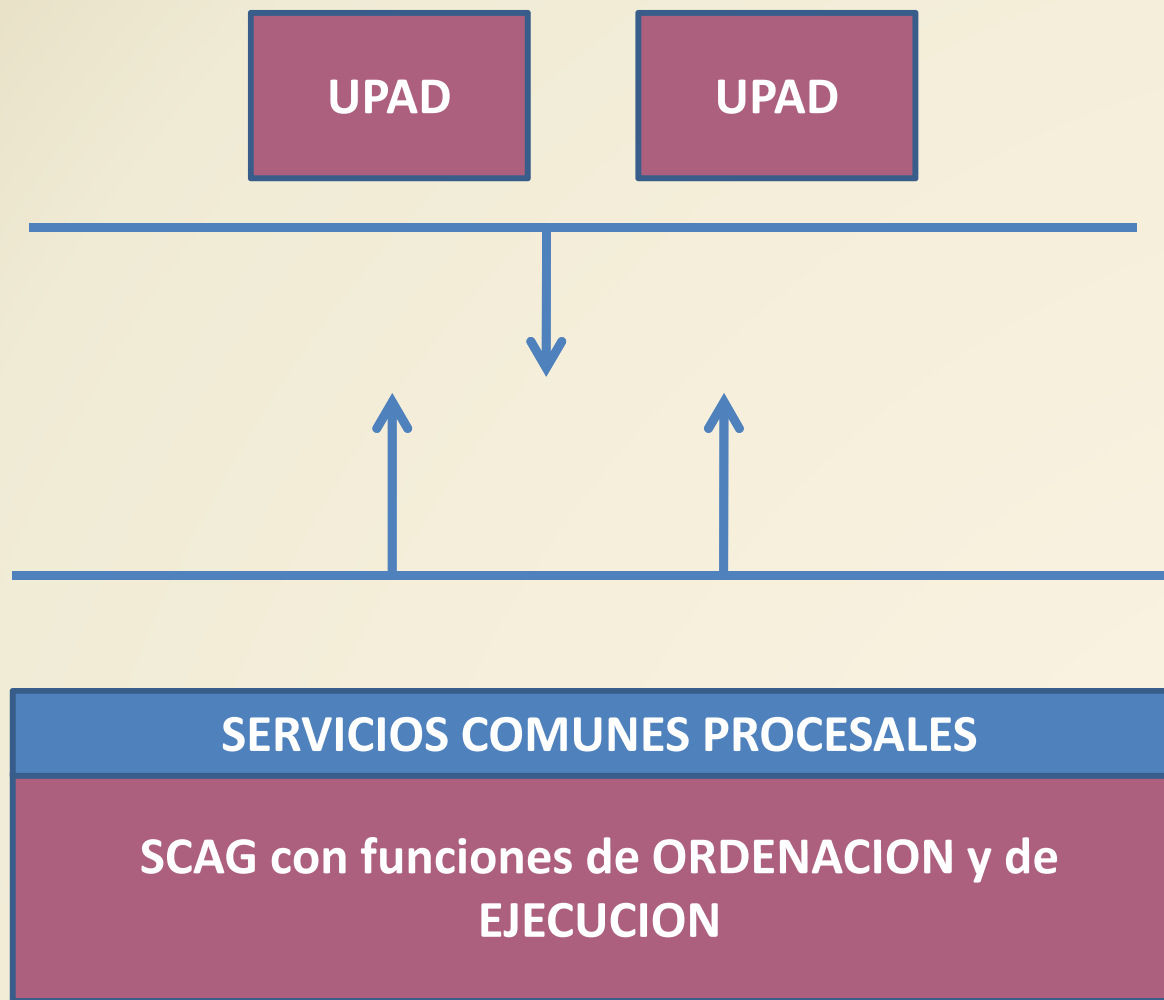 UPAD
UPAD
SERVICIOS COMUNES PROCESALES
SCAG con funciones de ORDENACION y de
EJECUCION